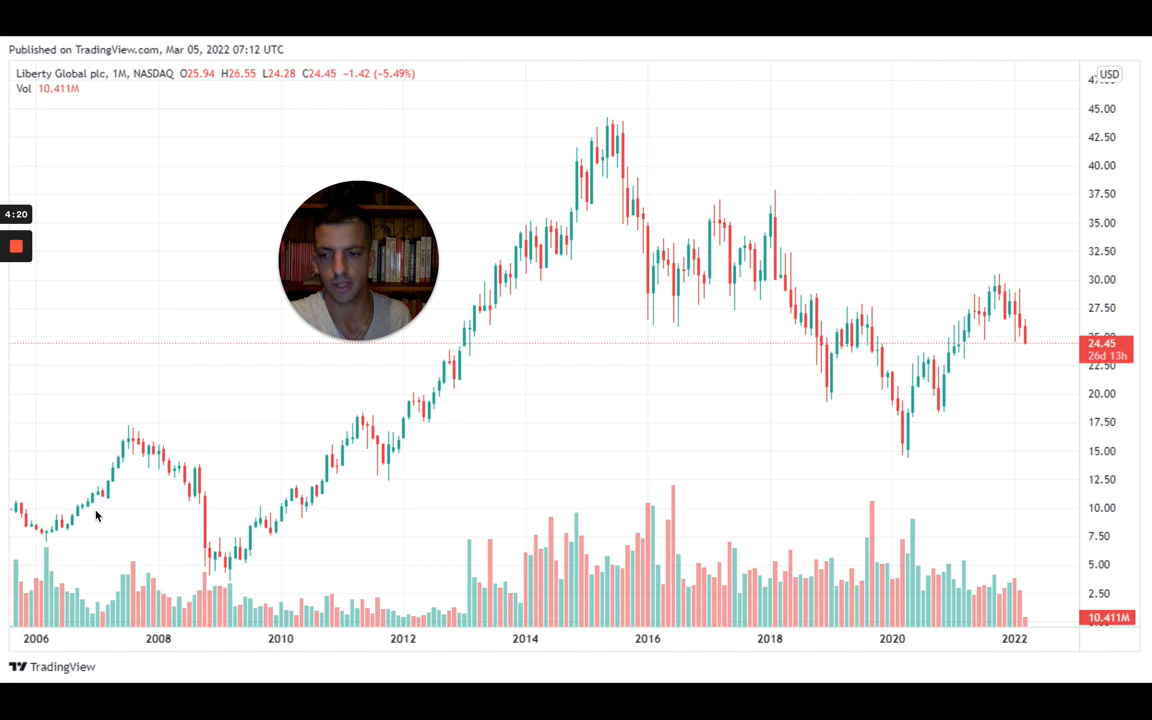 Published on TradingView.com, Mar 05, 2022 07:12 UTC
Liberty Global plc, 1M, NASDAQ O25.94 H26.55 L24.28 C24.45 −1.42 (−5.49%)
Vol 10.411M
USD
45.00
42.50
40.00
37.50
4:20
35.00
32.50
30.00
27.50
24.45
26d 13h
22.50
20.00
17.50
15.00
12.50
10.00
7.50
5.00
2.50
10.411M
2006 2008 2010 2012 2014 2016 2018 2020 2022
TradingView